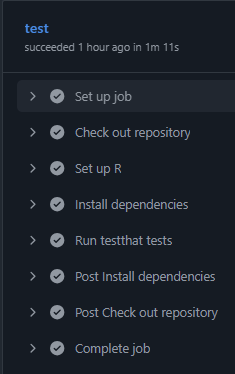 test
succeeded 1 hour ago in 1m 11s
Set up job
Check out repository
Set up R
Install dependencies
Run testthat tests
Post Install dependencies
Post Check out repository
Complete job